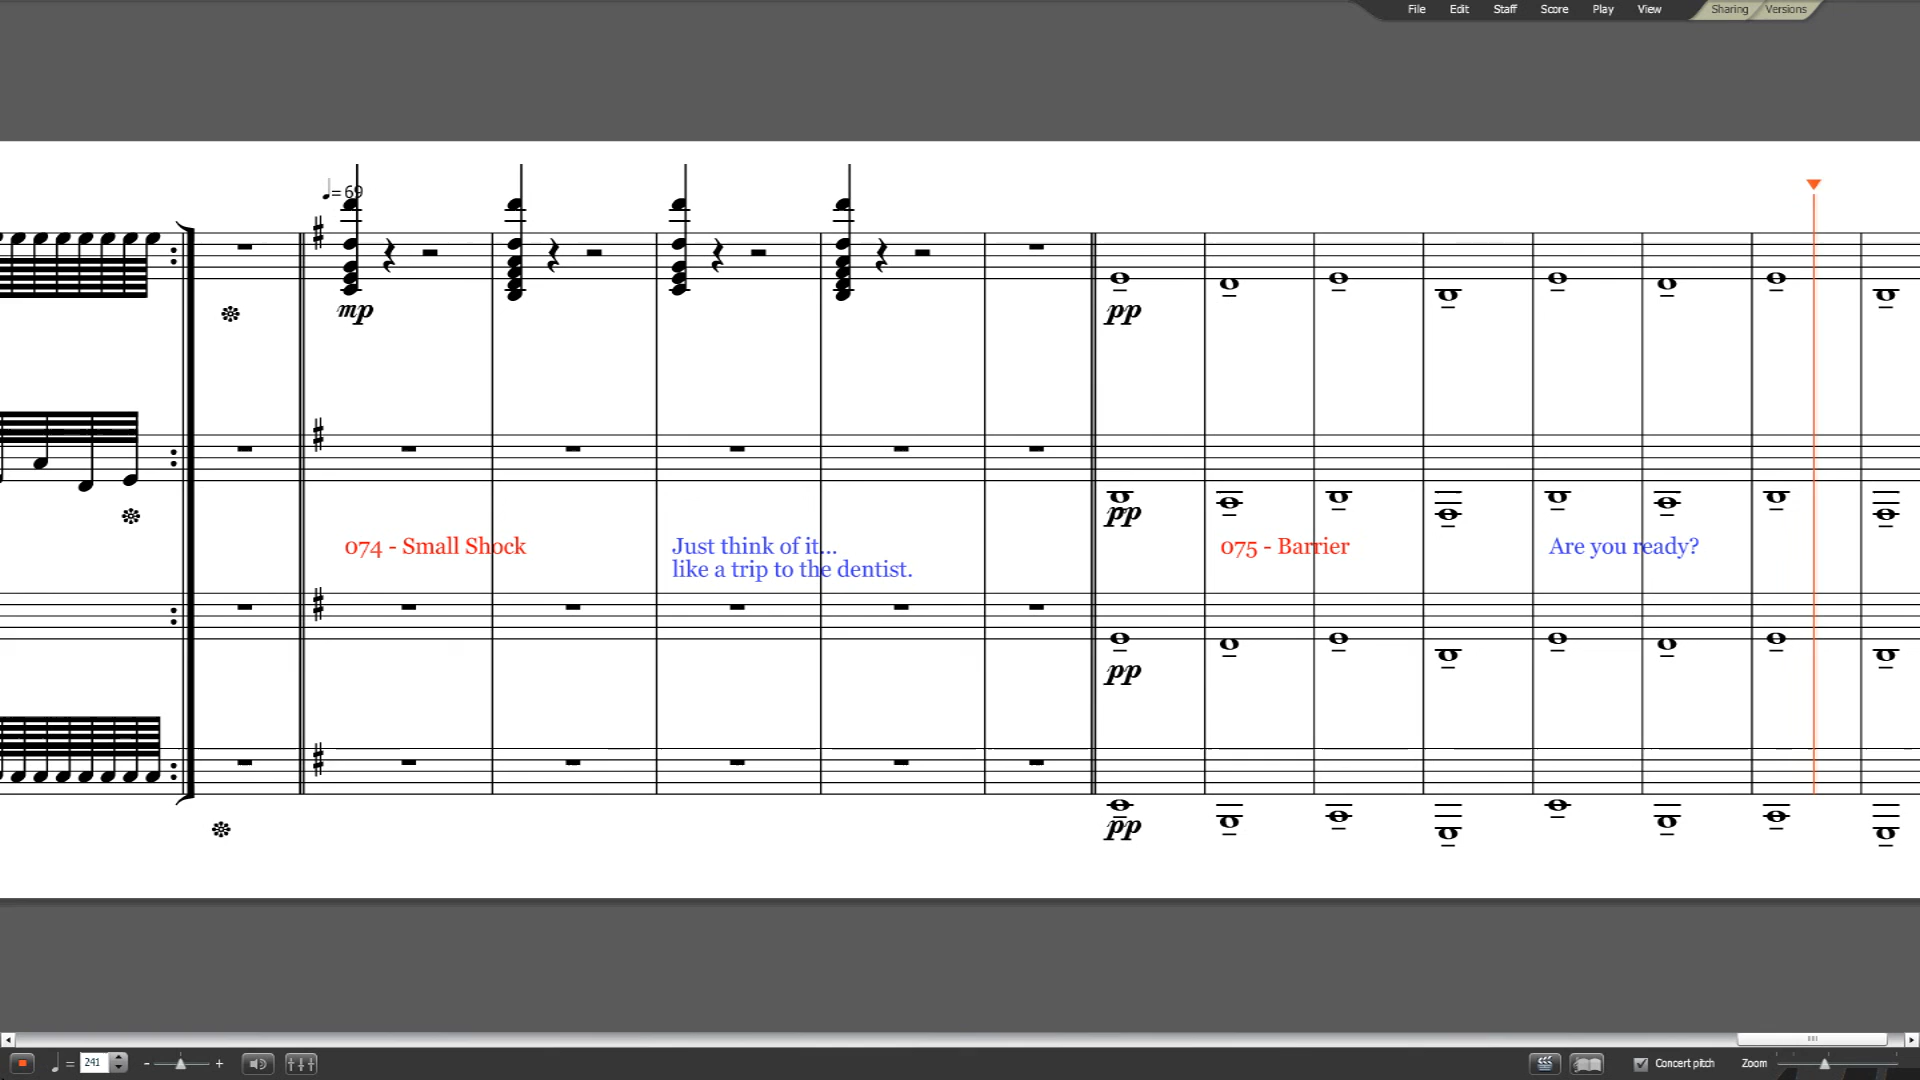 File Edit Staff Score Play View Sharing Versions
♩= 69
mp
pp
pp
074 - Small Shock
Just think of it...
like a trip to the dentist.
075 - Barrier
Are you ready?
pp
pp
♩ = 241 - +
Concert pitch Zoom